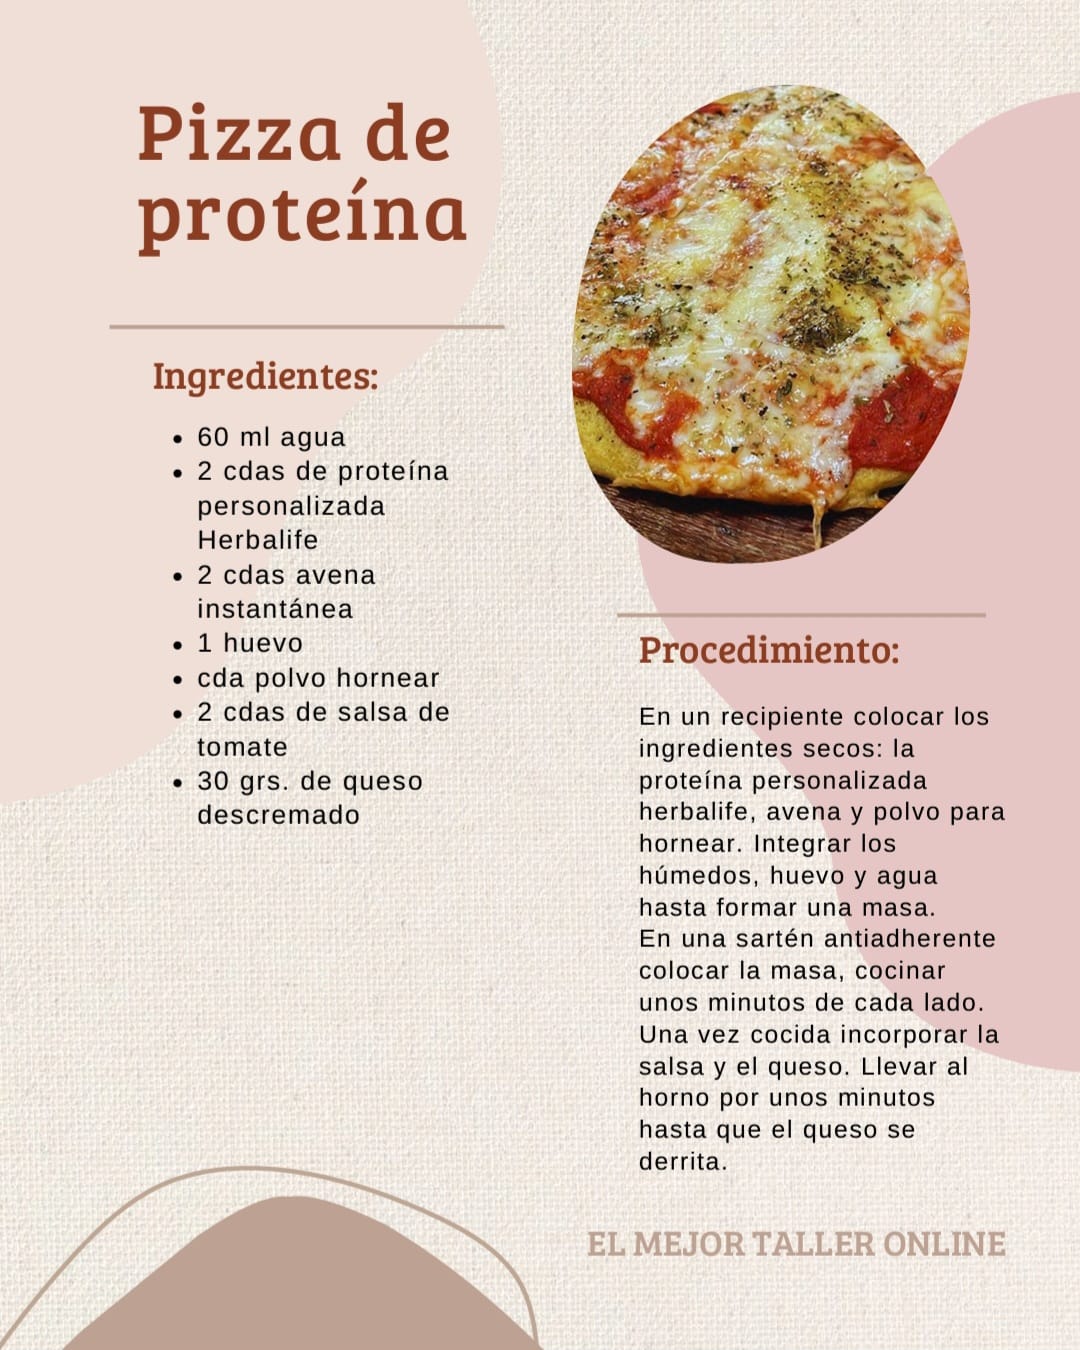 Pizza de
proteína
Ingredientes:
60 ml agua
2 cdas de proteína
personalizada
Herbalife
2 cdas avena
instantánea
1 huevo
cda polvo hornear
2 cdas de salsa de
tomate
30 grs. de queso
descremado
Procedimiento:
En un recipiente colocar los
ingredientes secos: la
proteína personalizada
herbalife, avena y polvo para
hornear. Integrar los
húmedos, huevo y agua
hasta formar una masa.
En una sartén antiadherente
colocar la masa, cocinar
unos minutos de cada lado.
Una vez cocida incorporar la
salsa y el queso. Llevar al
horno por unos minutos
hasta que el queso se
derrita.
EL MEJOR TALLER ONLINE